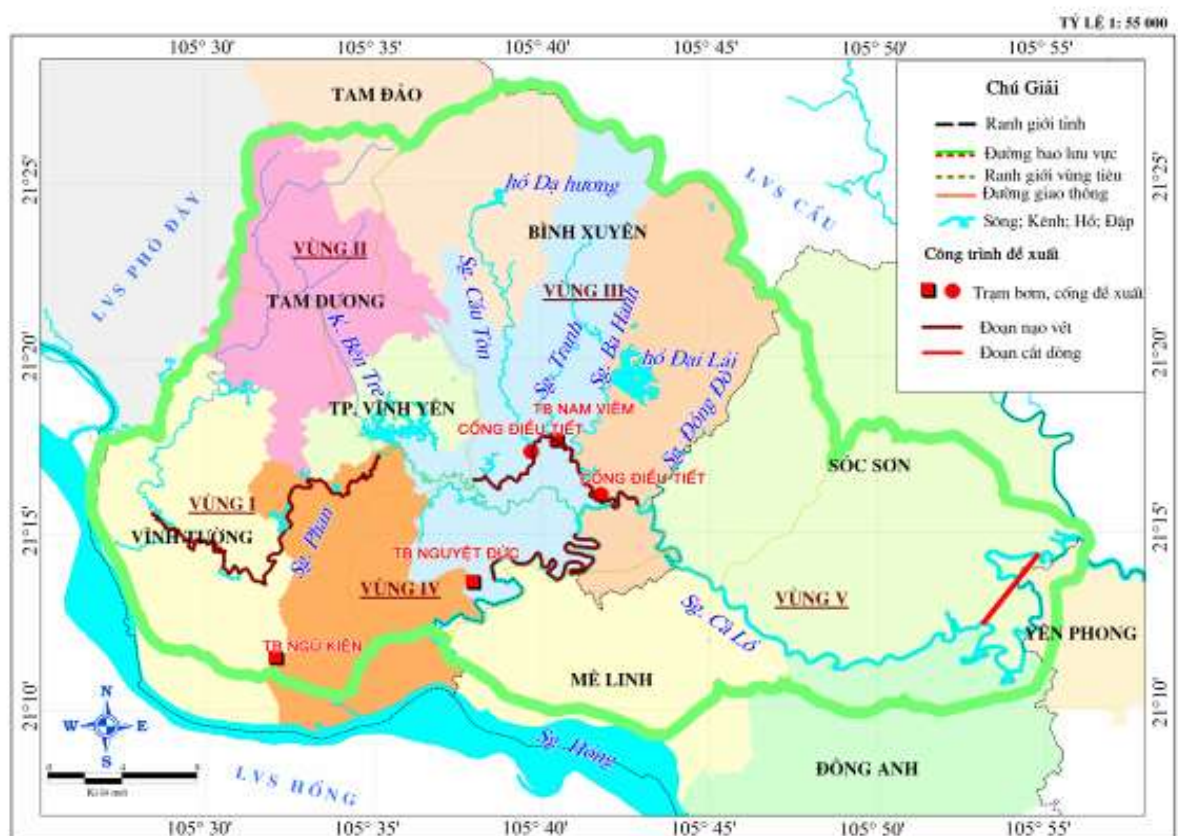 TỶ LỆ 1: 55 000
105° 30' 105° 35' 105° 40' 105° 45' 105° 50' 105° 55'
TAM ĐẢO
Chú Giải
Ranh giới tỉnh
Đường bao lưu vực
Ranh giới vùng tiêu
Đường giao thông
Sông; Kênh; Hồ; Đập
Công trình đề xuất
Trạm bơm, cống đề xuất
Đoạn nạo vét
Đoạn cắt dòng
21°25' 21°25'
LVS PHÓ ĐÁY
LVS CẦU
hồ Dạ hương
BÌNH XUYÊN
VÙNG II
VÙNG III
TAM DƯƠNG
Sg. Cầu Tôn
K. Bến Tre
Sg. Tranh
Sg. Ba Hanh
21°20' 21°20'
hồ Đại Lải
Sg. Đồng Đò
TP. VĨNH YÊN
TB NAM VIÊM
CỐNG ĐIỀU TIẾT
CỐNG ĐIỀU TIẾT
SÓC SƠN
VÙNG I
VĨNH TƯỜNG
Sg. Phan
21°15' 21°15'
TB NGUYỆT ĐỨC
VÙNG IV
VÙNG V
Sg. Cà Lồ
YÊN PHONG
TB NGŨ KIÊN
MÊ LINH
21°10' 21°10'
N
W E
S
Sg. Hồng
LVS HỒNG
ĐÔNG ANH
105° 30' 105° 35' 105° 40' 105° 45' 105° 50' 105° 55'